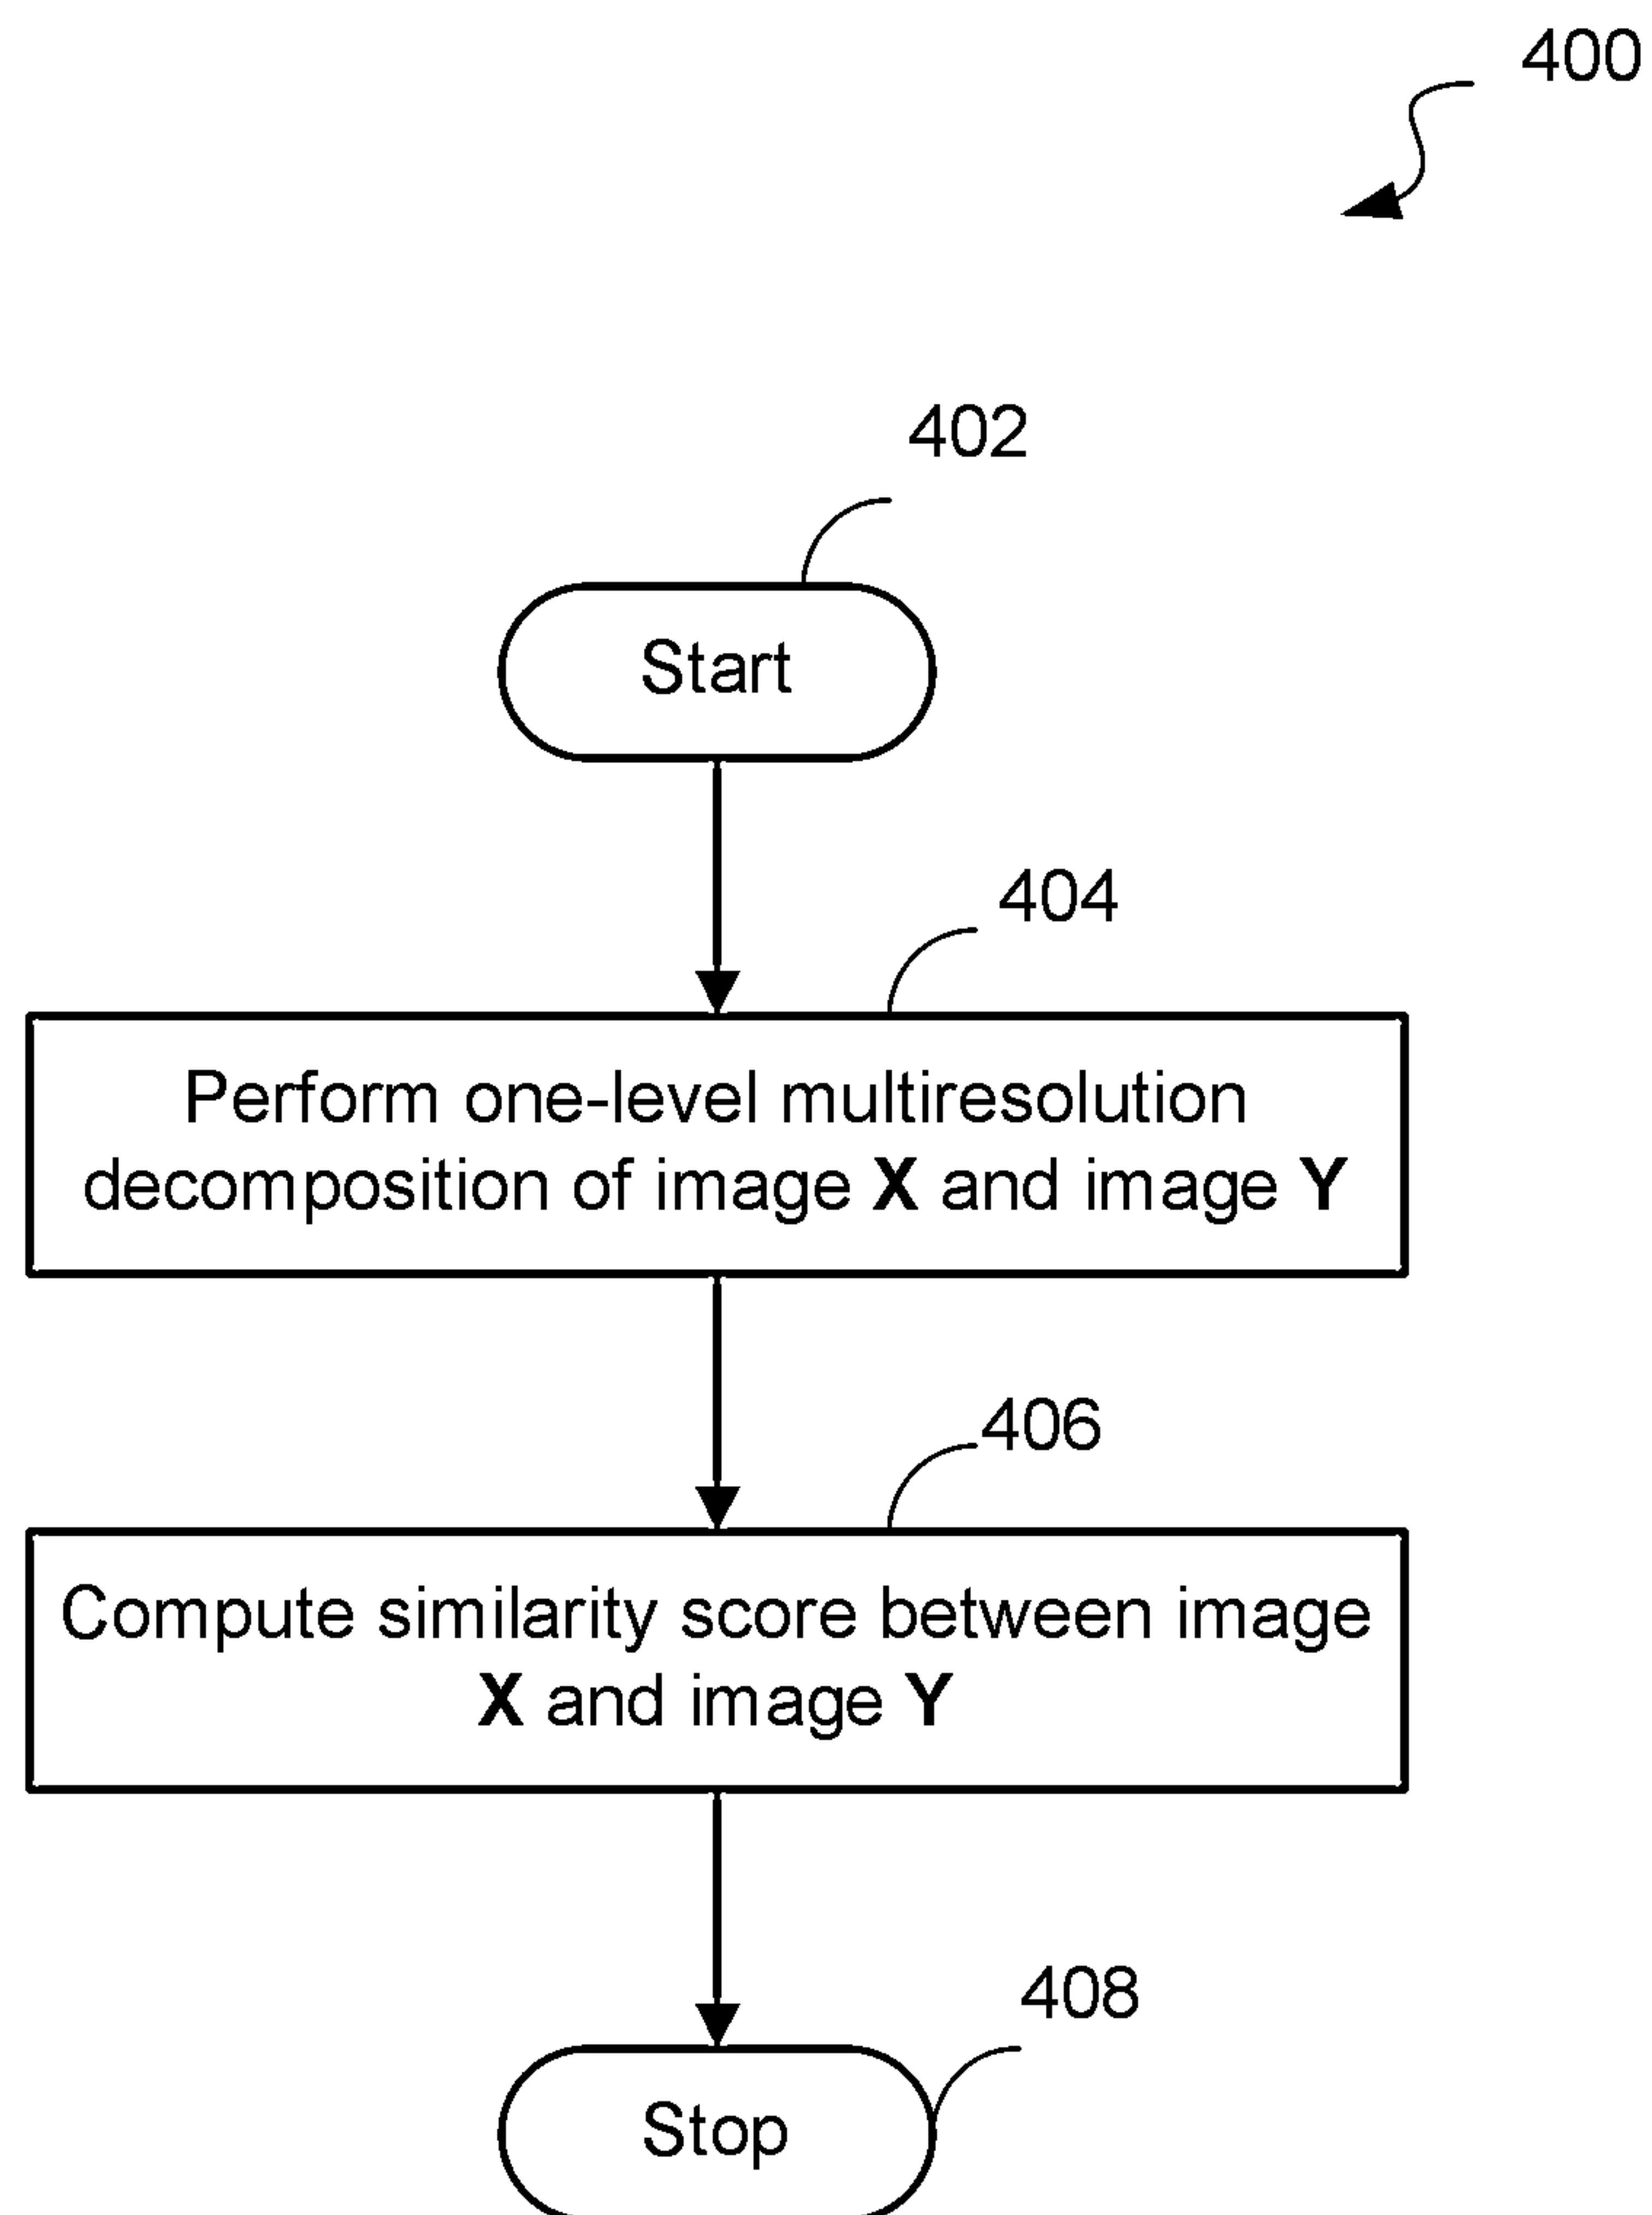 400
402
Start
404
Perform one-level multiresolution
decomposition of image X and image Y
406
Compute similarity score between image
X and image Y
408
Stop